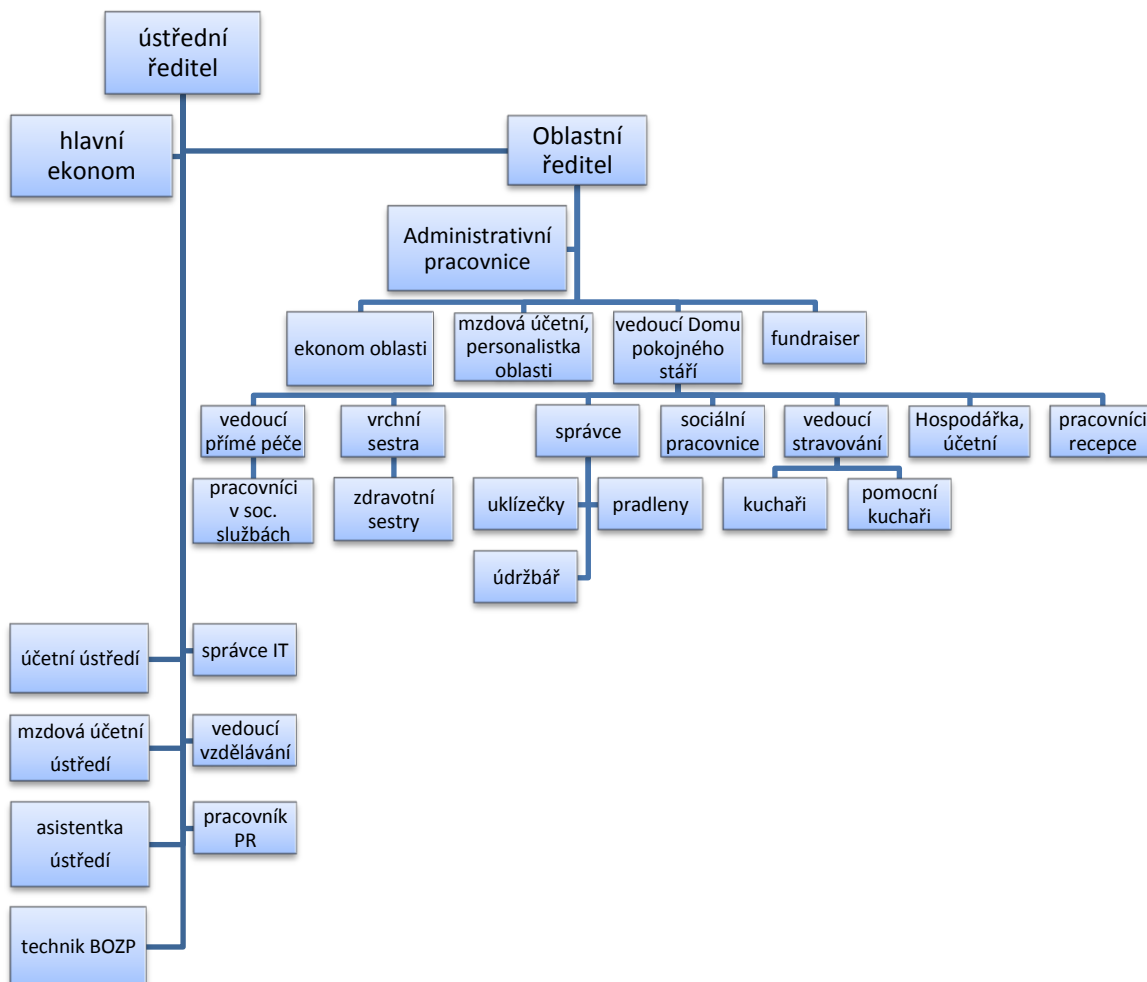 ústřední
ředitel
hlavní
ekonom
Oblastní
ředitel
Administrativní
pracovnice
ekonom oblasti
mzdová účetní,
personalistka
oblasti
vedoucí Domu
pokojného
stáří
fundraiser
vedoucí
přímé péče
vrchní
sestra
správce
sociální
pracovnice
vedoucí
stravování
Hospodářka,
účetní
pracovníci
recepce
pracovníci
v soc.
službách
zdravotní
sestry
uklízečky
pradleny
kuchaři
pomocní
kuchaři
údržbář
účetní ústředí
správce IT
mzdová účetní
ústředí
vedoucí
vzdělávání
asistentka
ústředí
pracovník
PR
technik BOZP